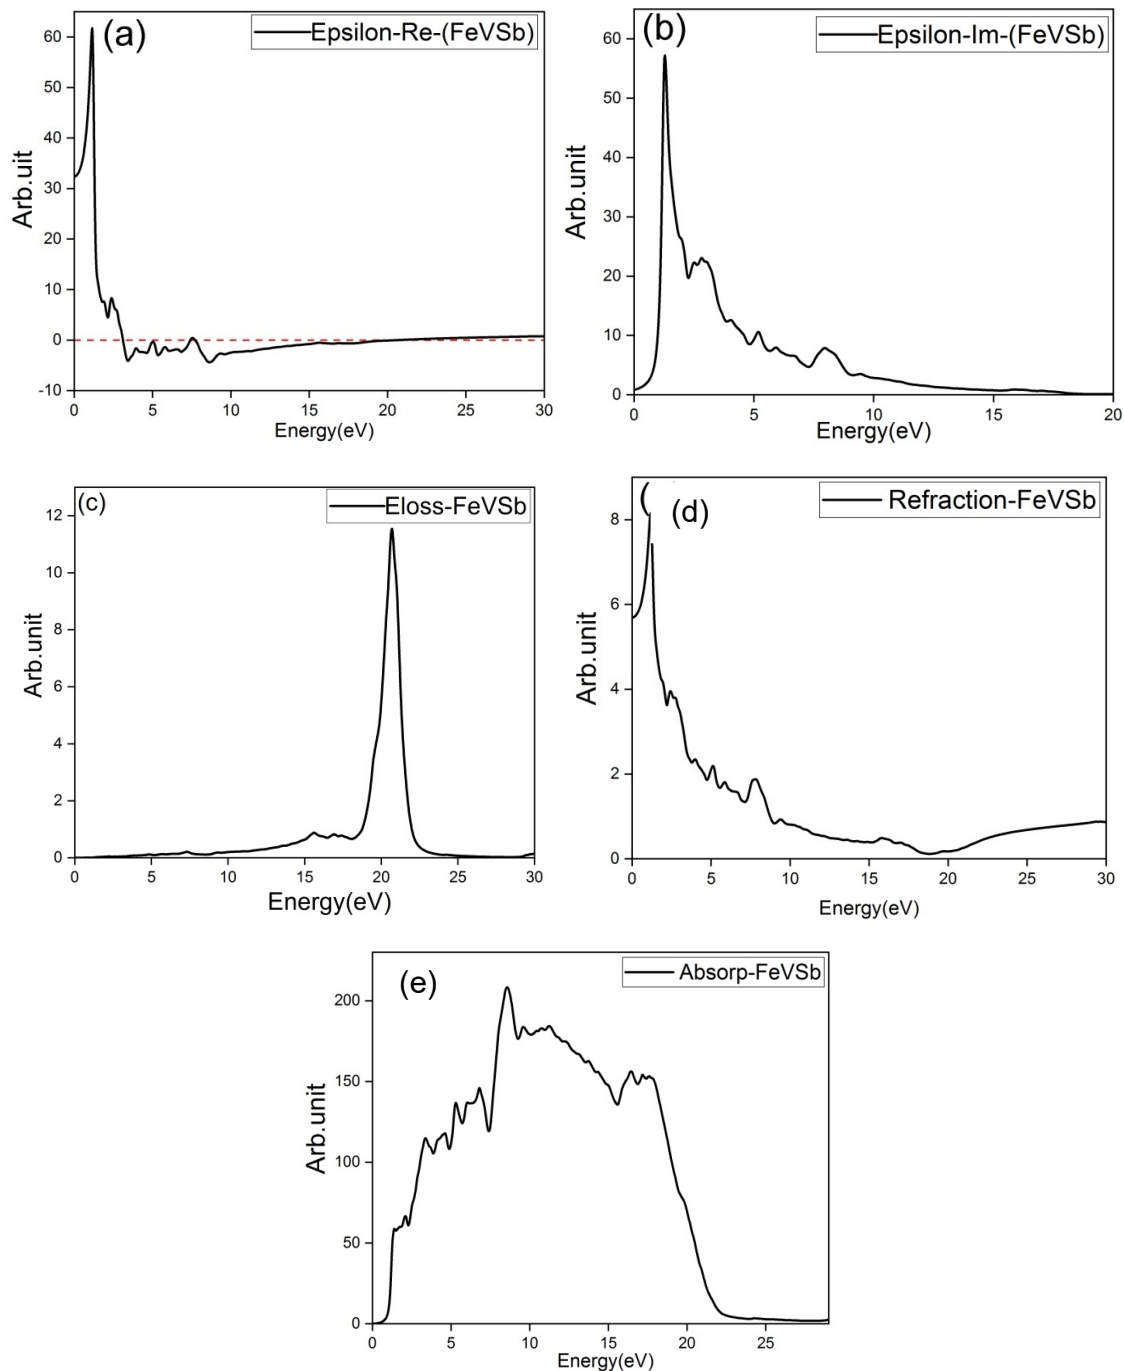 (a)
Epsilon-Re-(FeVSb)
60
50
40
30
20
10
0
-10
Arb.uit
0 5 10 15 20 25 30
Energy(eV)
(b)
Epsilon-Im-(FeVSb)
60
50
40
30
20
10
0
Arb.unit
0 5 10 15 20
Energy(eV)
(c)
Eloss-FeVSb
12
10
8
6
4
2
0
Arb.unit
0 5 10 15 20 25 30
Energy(eV)
(
(d)
Refraction-FeVSb
8
6
4
2
0
Arb.unit
0 5 10 15 20 25 30
Energy(eV)
(e)
Absorp-FeVSb
200
150
100
50
0
Arb.unit
0 5 10 15 20 25
Energy(eV)